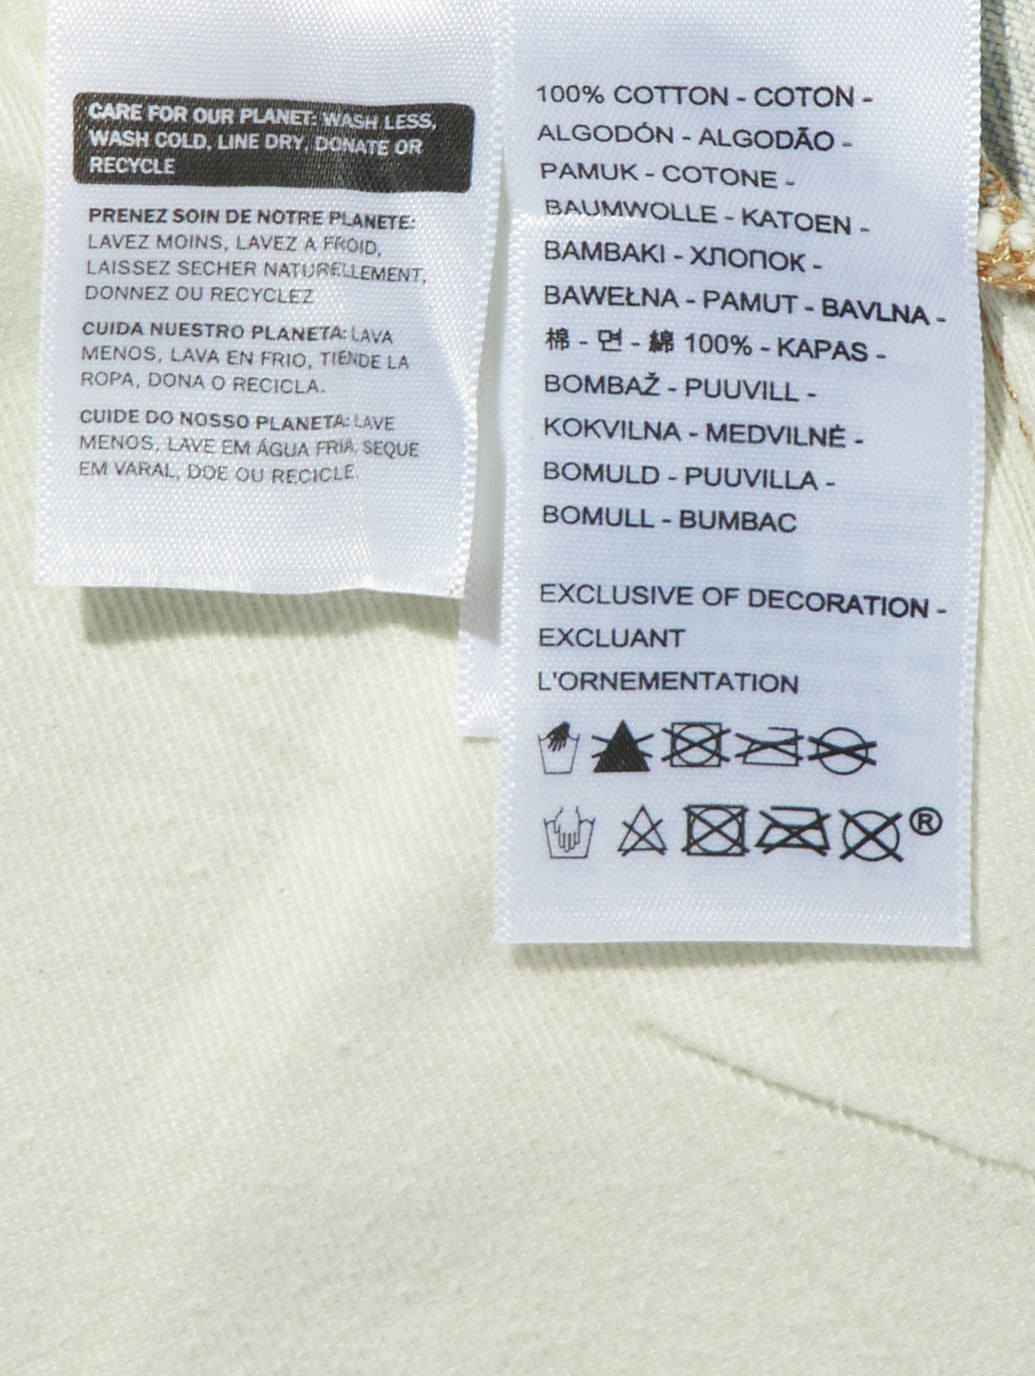 CARE FOR OUR PLANET: WASH LESS,
WASH COLD, LINE DRY, DONATE OR
RECYCLE
PRENEZ SOIN DE NOTRE PLANETE:
LAVEZ MOINS, LAVEZ A FROID,
LAISSEZ SECHER NATURELLEMENT,
DONNEZ OU RECYCLEZ
CUIDA NUESTRO PLANETA: LAVA
MENOS, LAVA EN FRIO, TIENDE LA
ROPA, DONA O RECICLA.
CUIDE DO NOSSO PLANETA: LAVE
MENOS, LAVE EM ÁGUA FRIA, SEQUE
EM VARAL, DOE OU RECICLE.
100% COTTON - COTON -
ALGODÓN - ALGODÃO -
PAMUK - COTONE -
BAUMWOLLE - KATOEN -
BAMBAKI - ХЛОПОК -
BAWEŁNA - PAMUT - BAVLNA -
棉 - 면 - 綿 100% - KAPAS -
BOMBAŽ - PUUVILL -
KOKVILNA - MEDVILNĖ -
BOMULD - PUUVILLA -
BOMULL - BUMBAC
EXCLUSIVE OF DECORATION -
EXCLUANT
L'ORNEMENTATION
®